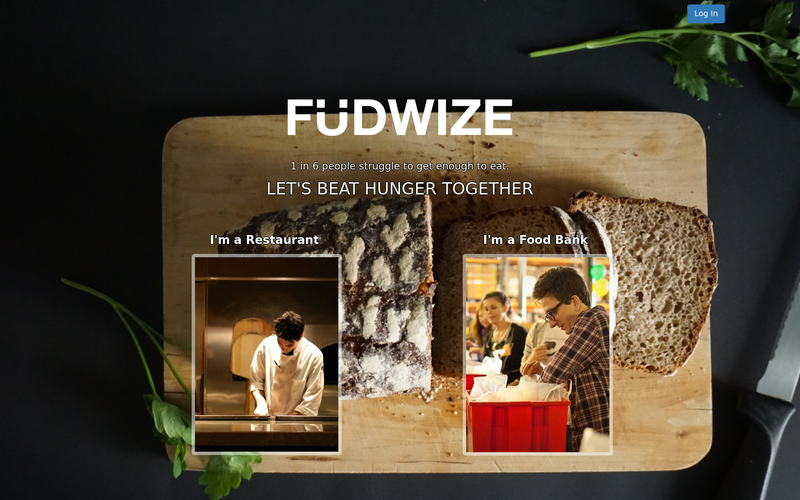 Log In
FÜDWIZE
1 in 6 people struggle to get enough to eat.
LET'S BEAT HUNGER TOGETHER
I'm a Restaurant
I'm a Food Bank